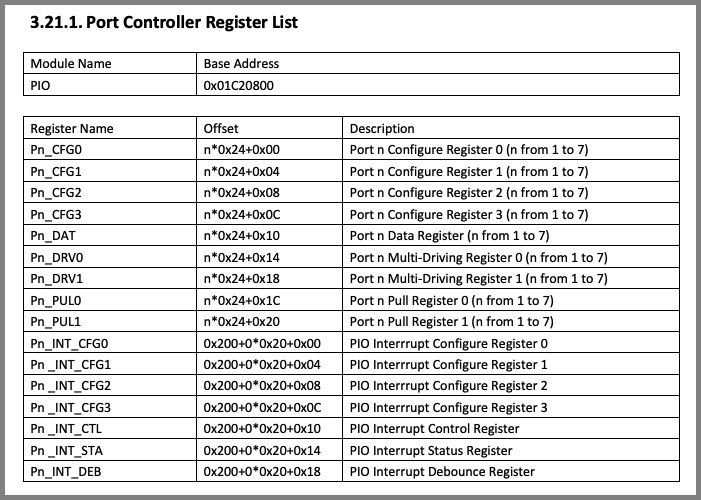 3.21.1. Port Controller Register List
Module Name Base Address
PIO 0x01C20800
Register Name Offset Description
Pn_CFG0 n*0x24+0x00 Port n Configure Register 0 (n from 1 to 7)
Pn_CFG1 n*0x24+0x04 Port n Configure Register 1 (n from 1 to 7)
Pn_CFG2 n*0x24+0x08 Port n Configure Register 2 (n from 1 to 7)
Pn_CFG3 n*0x24+0x0C Port n Configure Register 3 (n from 1 to 7)
Pn_DAT n*0x24+0x10 Port n Data Register (n from 1 to 7)
Pn_DRV0 n*0x24+0x14 Port n Multi-Driving Register 0 (n from 1 to 7)
Pn_DRV1 n*0x24+0x18 Port n Multi-Driving Register 1 (n from 1 to 7)
Pn_PUL0 n*0x24+0x1C Port n Pull Register 0 (n from 1 to 7)
Pn_PUL1 n*0x24+0x20 Port n Pull Register 1 (n from 1 to 7)
Pn_INT_CFG0 0x200+0*0x20+0x00 PIO Interrrupt Configure Register 0
Pn _INT_CFG1 0x200+0*0x20+0x04 PIO Interrrupt Configure Register 1
Pn _INT_CFG2 0x200+0*0x20+0x08 PIO Interrrupt Configure Register 2
Pn _INT_CFG3 0x200+0*0x20+0x0C PIO Interrrupt Configure Register 3
Pn _INT_CTL 0x200+0*0x20+0x10 PIO Interrupt Control Register
Pn _INT_STA 0x200+0*0x20+0x14 PIO Interrupt Status Register
Pn_INT_DEB 0x200+0*0x20+0x18 PIO Interrupt Debounce Register